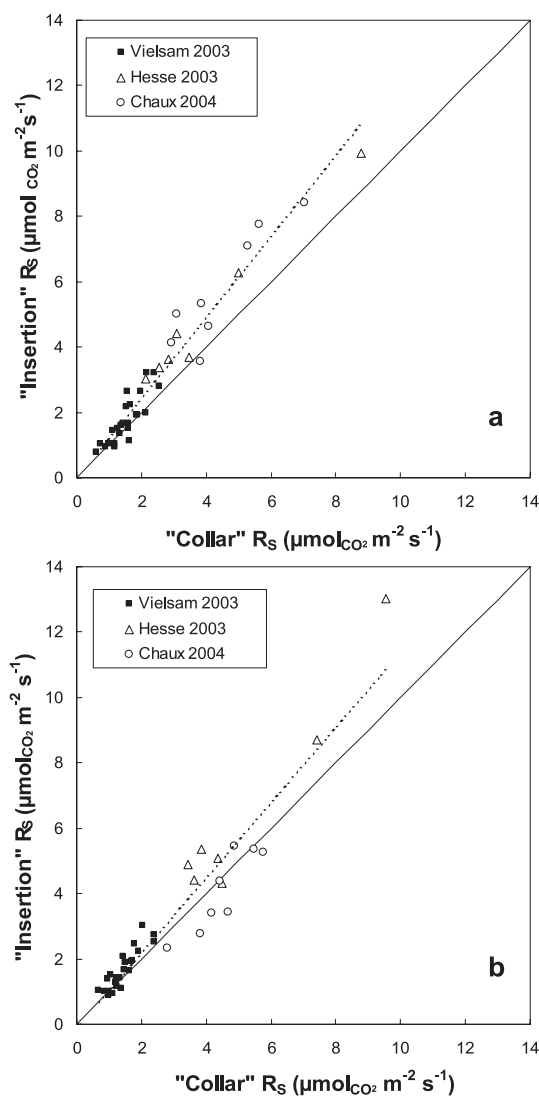 14
12
10
8
6
4
2
0
"Insertion" RS (µmol CO2 m-2s-1)
Vielsam 2003
Hesse 2003
Chaux 2004
a
0 2 4 6 8 10 12 14
"Collar" RS (µmolCO2 m-2 s-1)
14
12
10
8
6
4
2
0
"Insertion" RS (µmolCO2 m-2 s-1)
Vielsam 2003
Hesse 2003
Chaux 2004
b
0 2 4 6 8 10 12 14
"Collar" RS (µmolCO2 m-2 s-1)